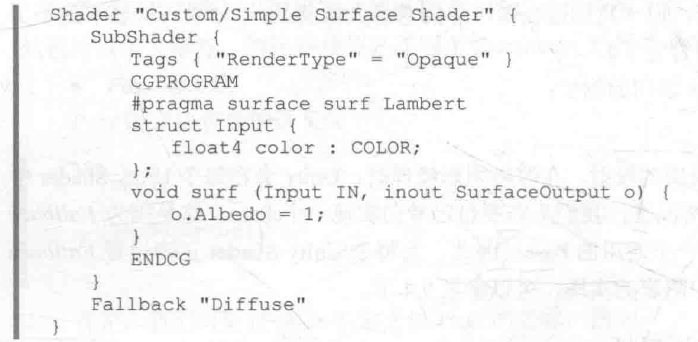 Shader "Custom/Simple Surface Shader" {
    SubShader {
        Tags { "RenderType" = "Opaque" }
        CGPROGRAM
        #pragma surface surf Lambert
        struct Input {
            float4 color : COLOR;
        };
        void surf (Input IN, inout SurfaceOutput o) {
            o.Albedo = 1;
        }
        ENDCG
    }
    Fallback "Diffuse"
}